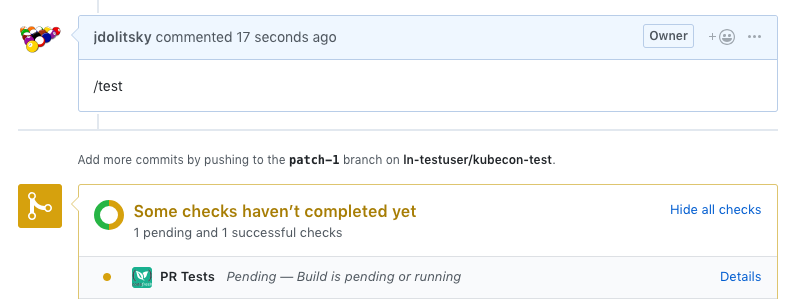 jdolitsky commented 17 seconds ago Owner
/test
Add more commits by pushing to the patch-1 branch on ln-testuser/kubecon-test.
Some checks haven’t completed yet Hide all checks
1 pending and 1 successful checks
PR Tests Pending — Build is pending or running Details